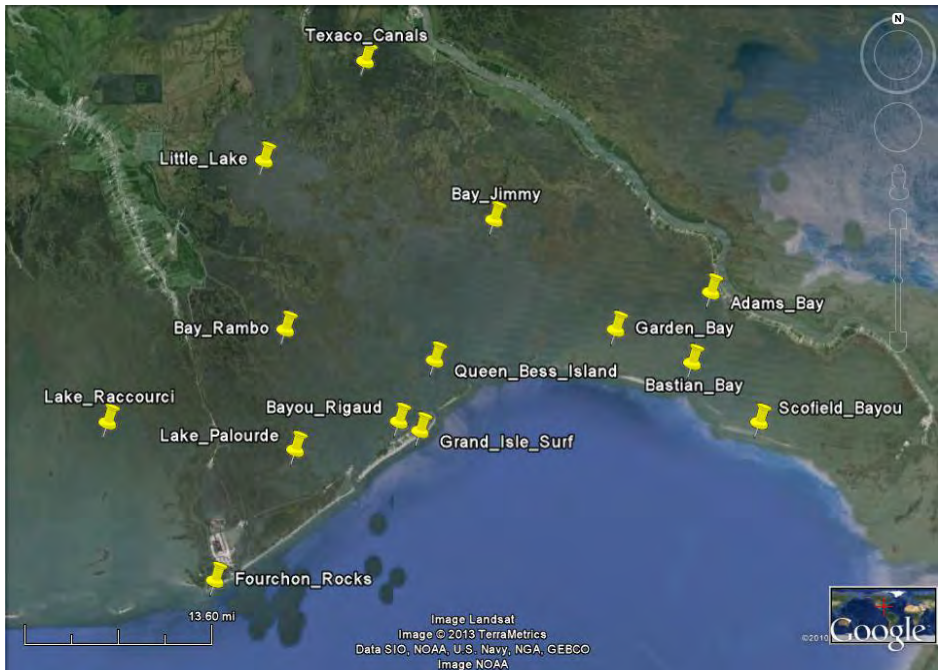 N
Texaco_Canals
Little_Lake
Bay_Jimmy
Adams_Bay
Bay_Rambo
Garden_Bay
Queen_Bess_Island
Bastian_Bay
Lake_Raccourci
Bayou_Rigaud
Scofield_Bayou
Lake_Palourde
Grand_Isle_Surf
Fourchon_Rocks
13.60 mi
Image Landsat
Image © 2013 TerraMetrics
Data SIO, NOAA, U.S. Navy, NGA, GEBCO
Image NOAA
©2010
Google